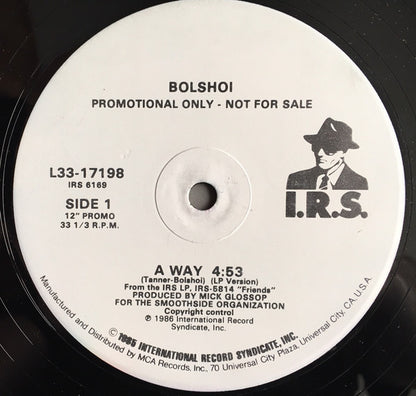 BOLSHOI
PROMOTIONAL ONLY - NOT FOR SALE
L33-17198
IRS 6169
SIDE 1
12" PROMO
33 1/3 R.P.M.
I.R.S.
A WAY 4:53
(Tanner-Bolshoi) (LP Version)
From the IRS LP, IRS-5814 "Friends"
PRODUCED BY MICK GLOSSOP
FOR THE SMOOTHSIDE ORGANIZATION
Copyright control
℗ 1986 International Record
Syndicate, Inc.
© 1985 INTERNATIONAL RECORD SYNDICATE, INC.
Manufactured and Distributed by MCA Records, Inc., 70 Universal City Plaza, Universal City, CA. U.S.A.